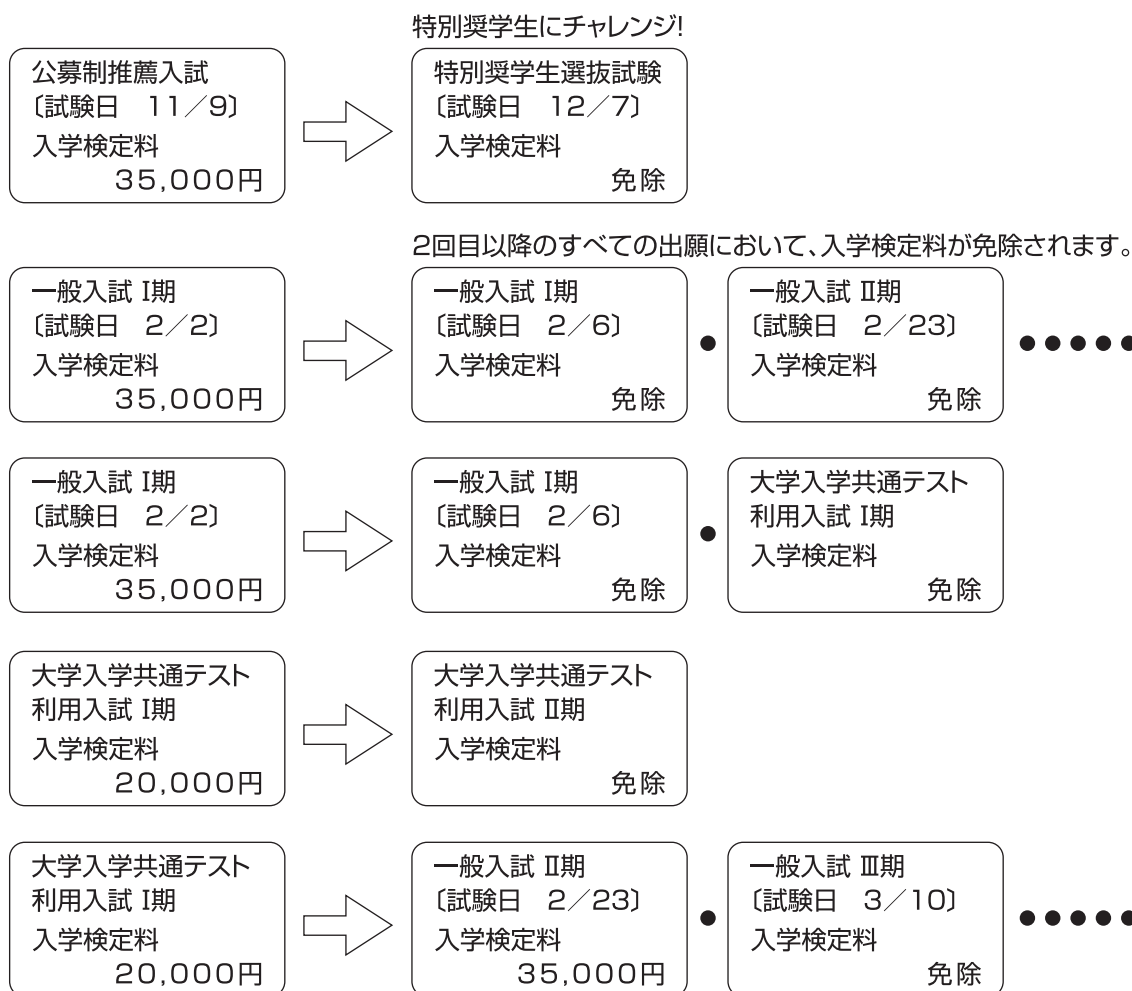 特別奨学生にチャレンジ!
公募制推薦入試
〔試験日　11／9〕
入学検定料
35,000円
特別奨学生選抜試験
〔試験日　12／7〕
入学検定料
免除
2回目以降のすべての出願において、入学検定料が免除されます。
一般入試 Ⅰ期
〔試験日　2／2〕
入学検定料
35,000円
一般入試 Ⅰ期
〔試験日　2／6〕
入学検定料
免除
一般入試 Ⅱ期
〔試験日　2／23〕
入学検定料
免除
一般入試 Ⅰ期
〔試験日　2／2〕
入学検定料
35,000円
一般入試 Ⅰ期
〔試験日　2／6〕
入学検定料
免除
大学入学共通テスト
利用入試 Ⅰ期
入学検定料
免除
大学入学共通テスト
利用入試 Ⅰ期
入学検定料
20,000円
大学入学共通テスト
利用入試 Ⅱ期
入学検定料
免除
大学入学共通テスト
利用入試 Ⅰ期
入学検定料
20,000円
一般入試 Ⅱ期
〔試験日　2／23〕
入学検定料
35,000円
一般入試 Ⅲ期
〔試験日　3／10〕
入学検定料
免除